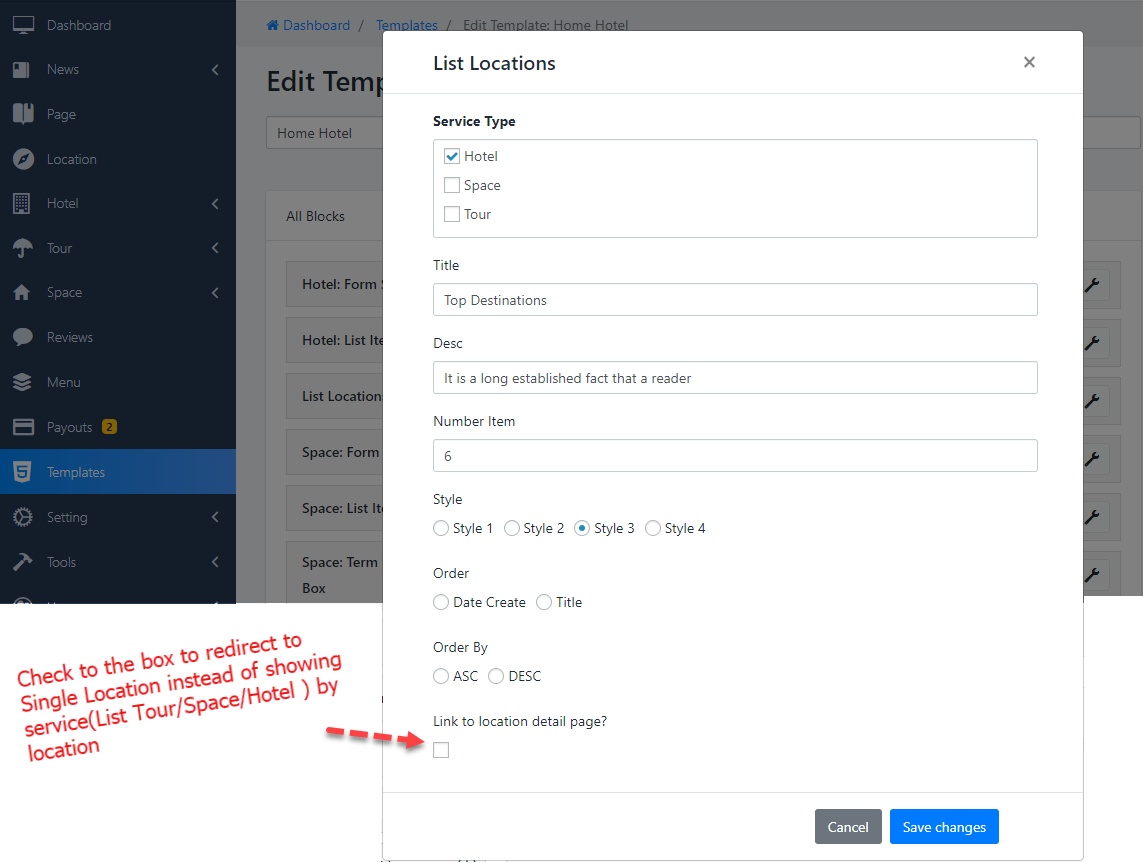 Dashboard
News
Page
Location
Hotel
Tour
Space
Reviews
Menu
Payouts 2
Templates
Setting
Tools
Dashboard / Templates / Edit Template: Home Hotel
Edit Temp
Home Hotel
All Blocks
Hotel: Form
Hotel: List Ite
List Location
Space: Form
Space: List Ite
Space: Term
Box
List Locations
×
Service Type
Hotel
Space
Tour
Title
Top Destinations
Desc
It is a long established fact that a reader
Number Item
6
Style
Style 1 Style 2 Style 3 Style 4
Order
Date Create Title
Order By
ASC DESC
Link to location detail page?
Cancel Save changes
Check to the box to redirect to
Single Location instead of showing
service(List Tour/Space/Hotel ) by
location